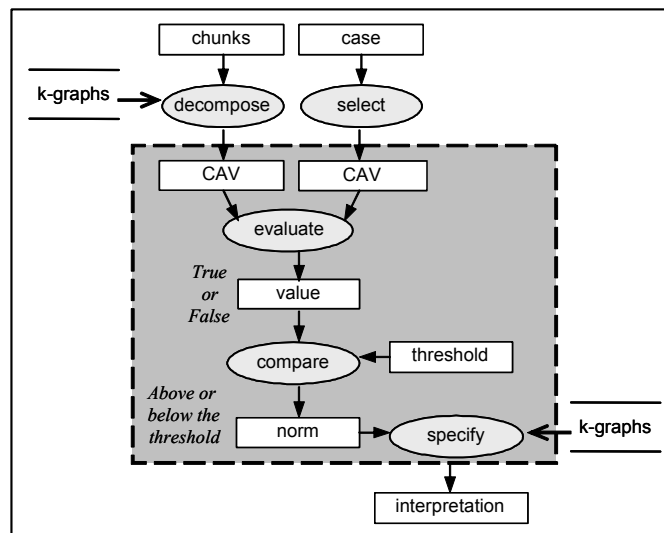 chunks
case
k-graphs
decompose
select
CAV
CAV
evaluate
True
or
False
value
compare
threshold
Above or
below the
threshold
norm
specify
k-graphs
interpretation